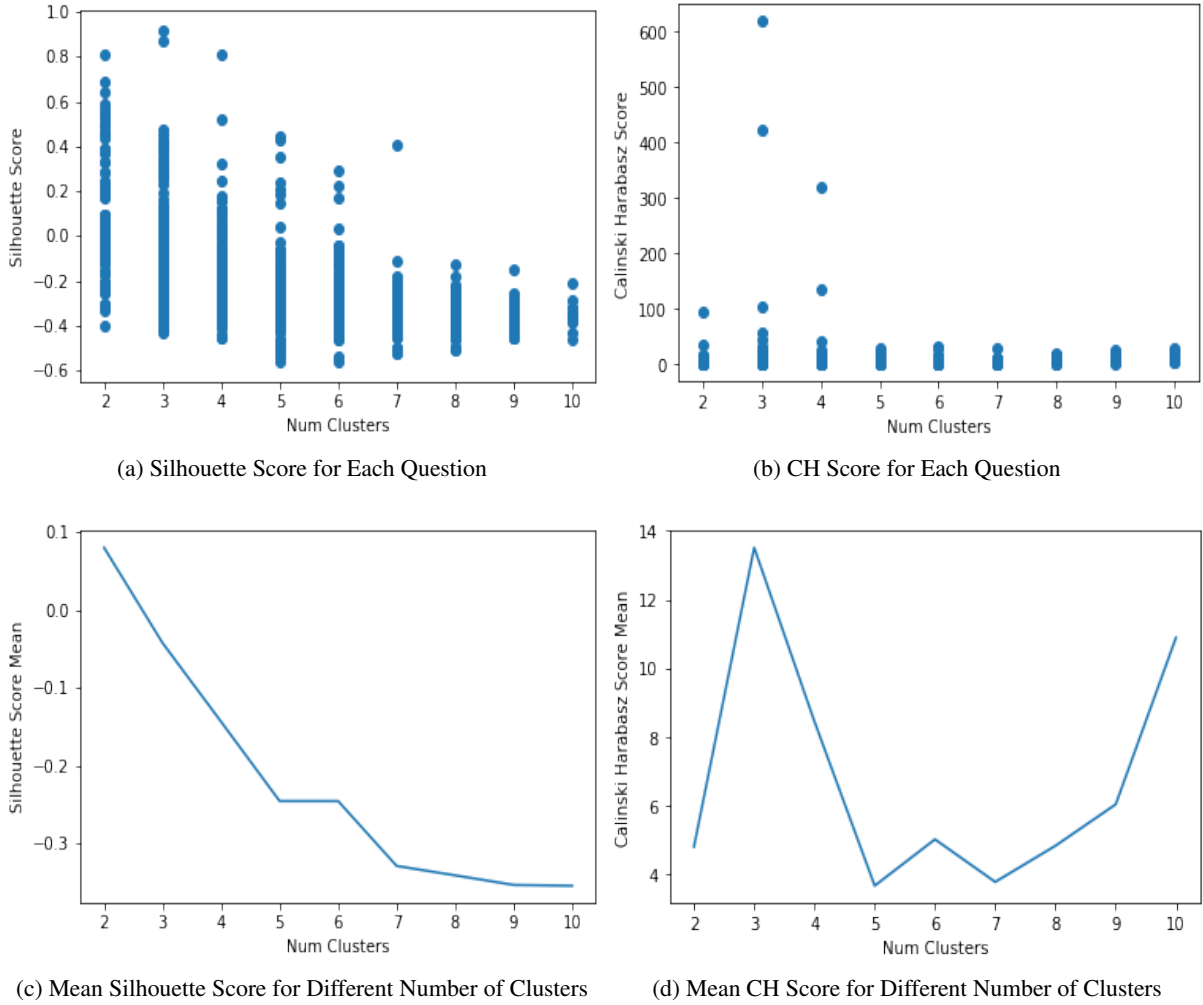 1.0
0.8
0.6
0.4
0.2
0.0
−0.2
−0.4
−0.6
Silhouette Score
2 3 4 5 6 7 8 9 10
Num Clusters
(a) Silhouette Score for Each Question
600
500
400
300
200
100
0
Calinski Harabasz Score
2 3 4 5 6 7 8 9 10
Num Clusters
(b) CH Score for Each Question
0.1
0.0
−0.1
−0.2
−0.3
Silhouette Score Mean
2 3 4 5 6 7 8 9 10
Num Clusters
(c) Mean Silhouette Score for Different Number of Clusters
14
12
10
8
6
4
Calinski Harabasz Score Mean
2 3 4 5 6 7 8 9 10
Num Clusters
(d) Mean CH Score for Different Number of Clusters